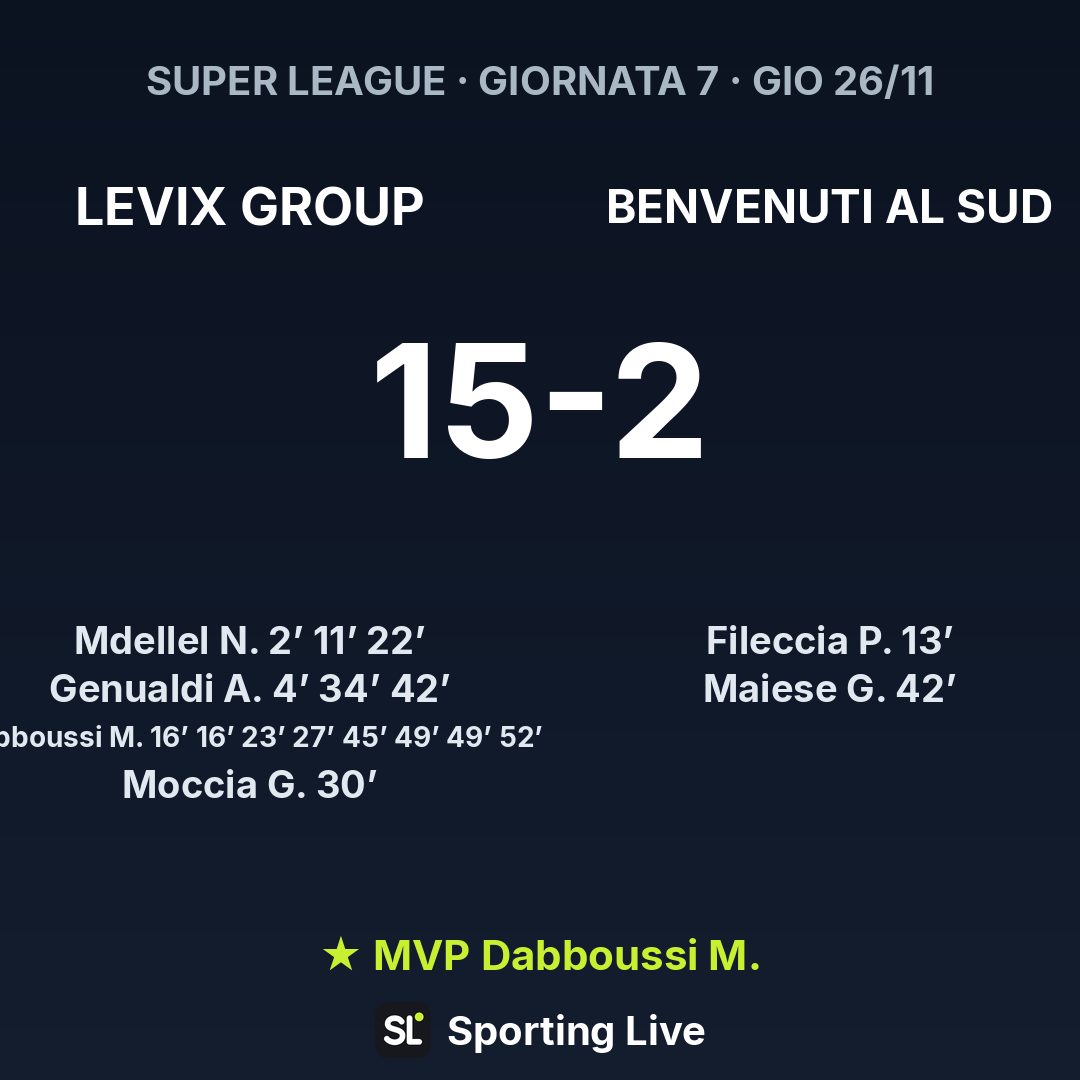 SUPER LEAGUE · GIORNATA 7 · GIO 26/11
LEVIX GROUP
BENVENUTI AL SUD
15-2
Mdellel N. 2′ 11′ 22′
Genualdi A. 4′ 34′ 42′
bboussi M. 16′ 16′ 23′ 27′ 45′ 49′ 49′ 52′
Moccia G. 30′
Fileccia P. 13′
Maiese G. 42′
★ MVP Dabboussi M.
SL Sporting Live